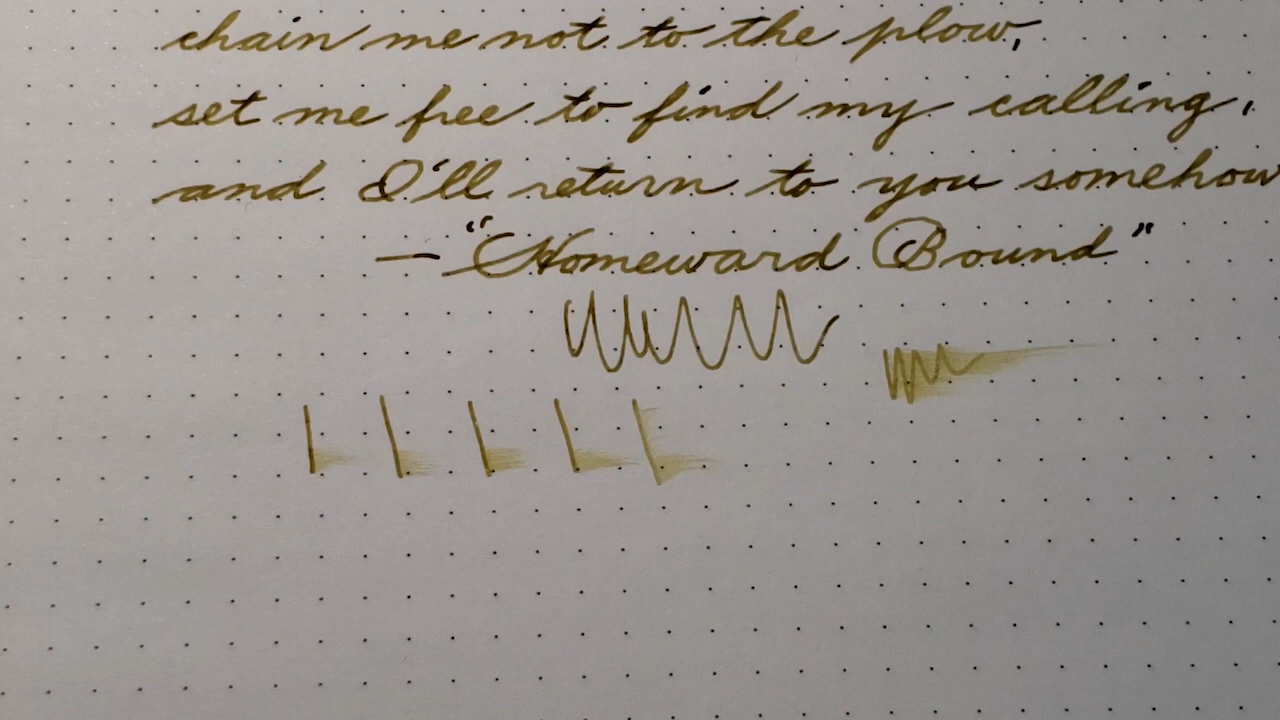 chain me not to the plow,
set me free to find my calling,
and I'll return to you somehow
— "Homeward Bound"